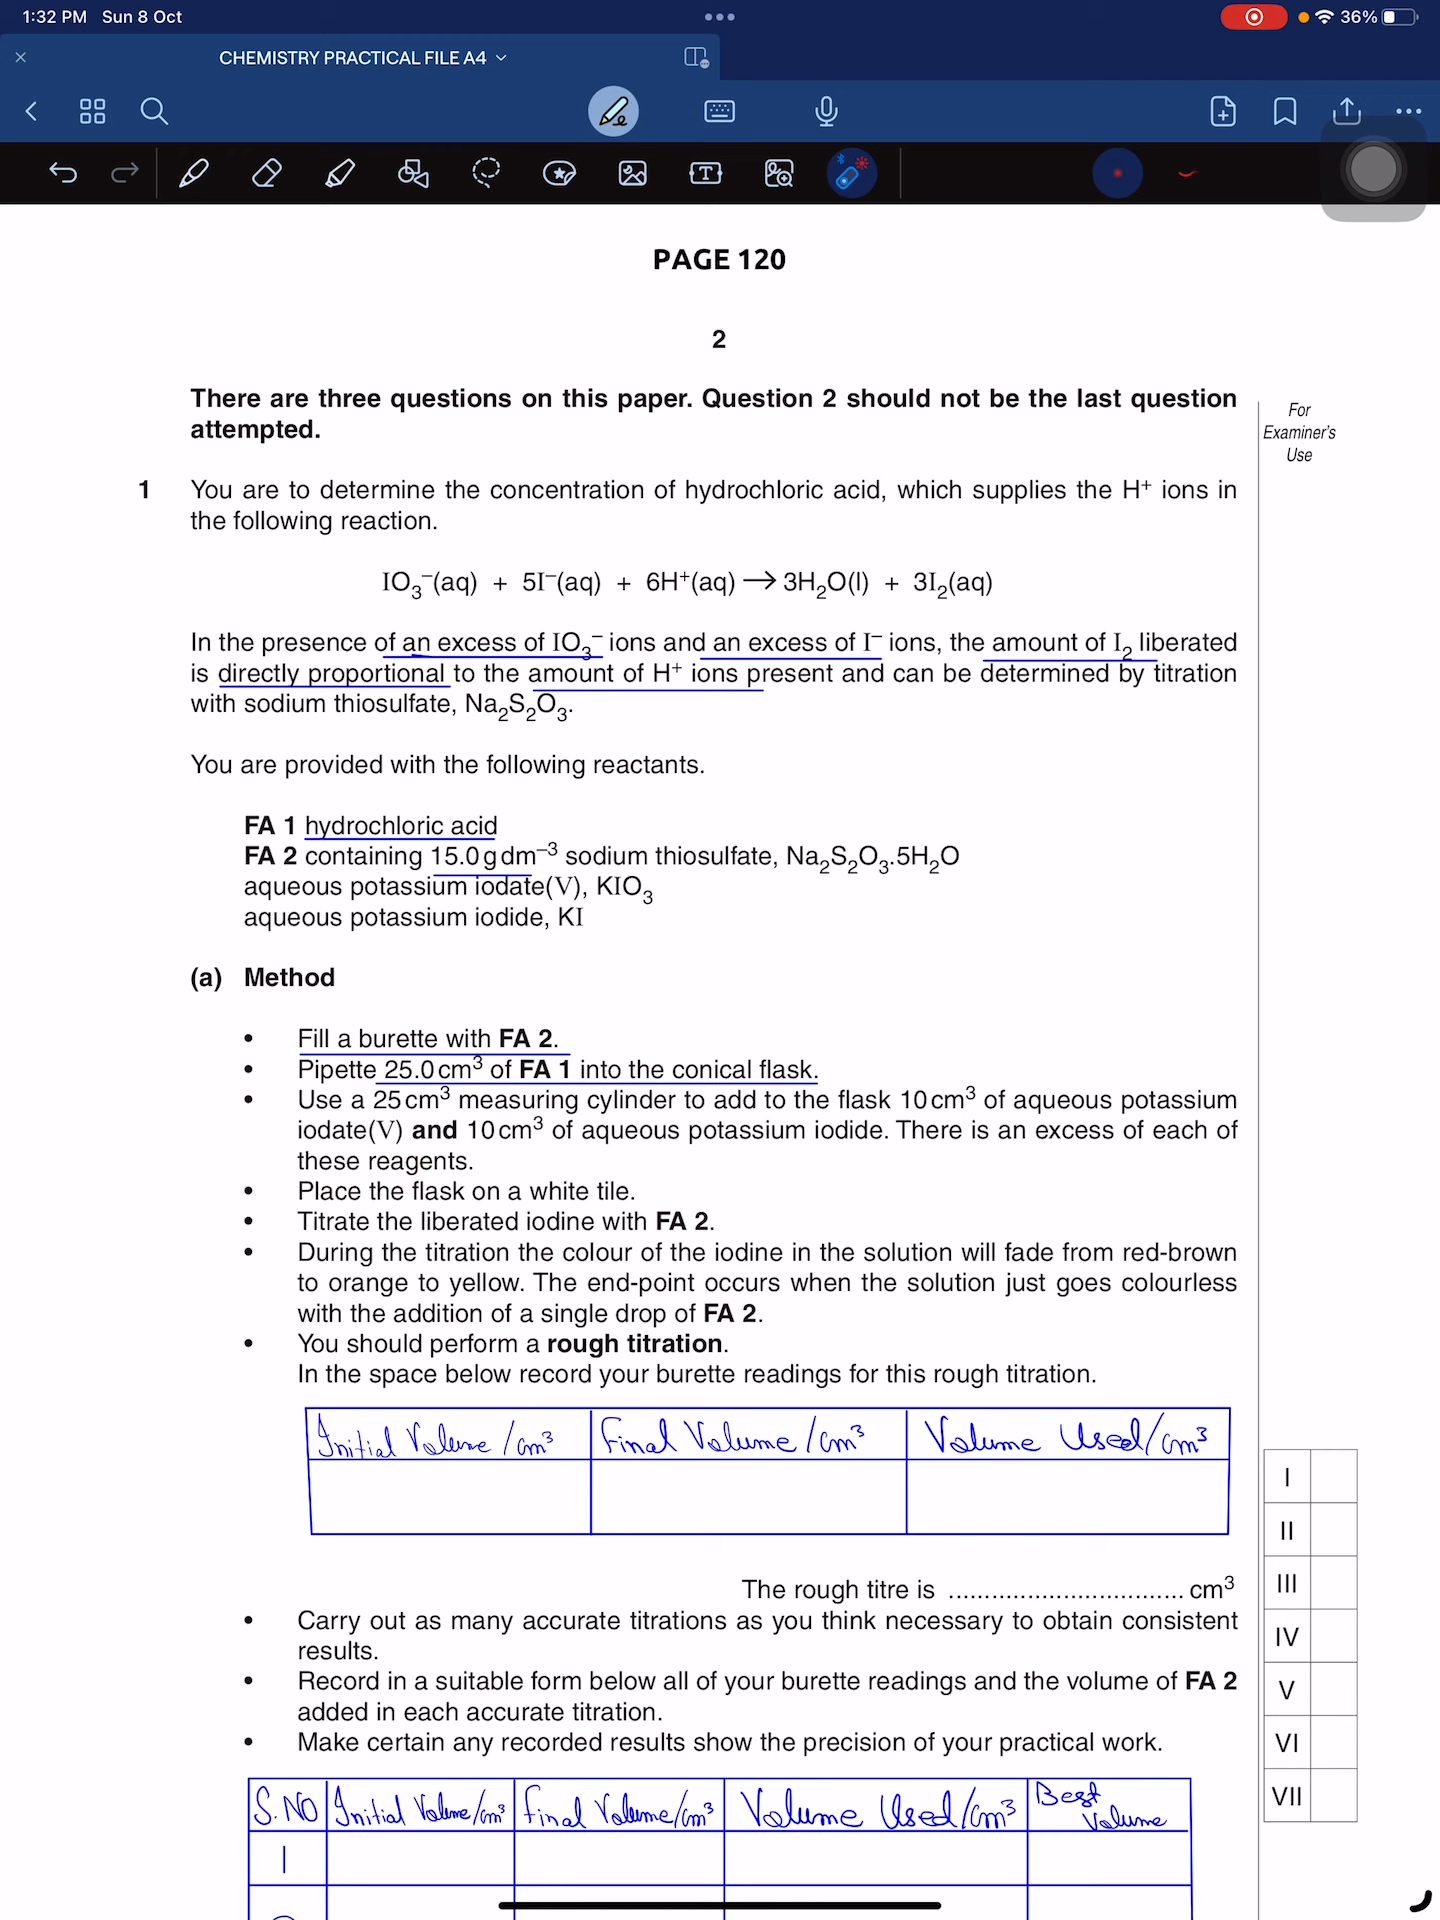 1:32 PM Sun 8 Oct
36%
CHEMISTRY PRACTICAL FILE A4
PAGE 120
2
There are three questions on this paper. Question 2 should not be the last question
attempted.
For
Examiner's
Use
1 You are to determine the concentration of hydrochloric acid, which supplies the H⁺ ions in
the following reaction.
IO₃⁻(aq) + 5I⁻(aq) + 6H⁺(aq) → 3H₂O(l) + 3I₂(aq)
In the presence of an excess of IO₃⁻ ions and an excess of I⁻ ions, the amount of I₂ liberated
is directly proportional to the amount of H⁺ ions present and can be determined by titration
with sodium thiosulfate, Na₂S₂O₃.
You are provided with the following reactants.
FA 1 hydrochloric acid
FA 2 containing 15.0 g dm⁻³ sodium thiosulfate, Na₂S₂O₃.5H₂O
aqueous potassium iodate(V), KIO₃
aqueous potassium iodide, KI
(a) Method
• Fill a burette with FA 2.
• Pipette 25.0 cm³ of FA 1 into the conical flask.
• Use a 25 cm³ measuring cylinder to add to the flask 10 cm³ of aqueous potassium
iodate(V) and 10 cm³ of aqueous potassium iodide. There is an excess of each of
these reagents.
• Place the flask on a white tile.
• Titrate the liberated iodine with FA 2.
• During the titration the colour of the iodine in the solution will fade from red-brown
to orange to yellow. The end-point occurs when the solution just goes colourless
with the addition of a single drop of FA 2.
• You should perform a rough titration.
In the space below record your burette readings for this rough titration.
Initial Volume /cm³ Final Volume /cm³ Volume Used/cm³
The rough titre is ................................. cm³
• Carry out as many accurate titrations as you think necessary to obtain consistent
results.
• Record in a suitable form below all of your burette readings and the volume of FA 2
added in each accurate titration.
• Make certain any recorded results show the precision of your practical work.
I
II
III
IV
V
VI
VII
S.NO Initial Volume/cm³ Final Volume/cm³ Volume Used/cm³ Best Volume
1